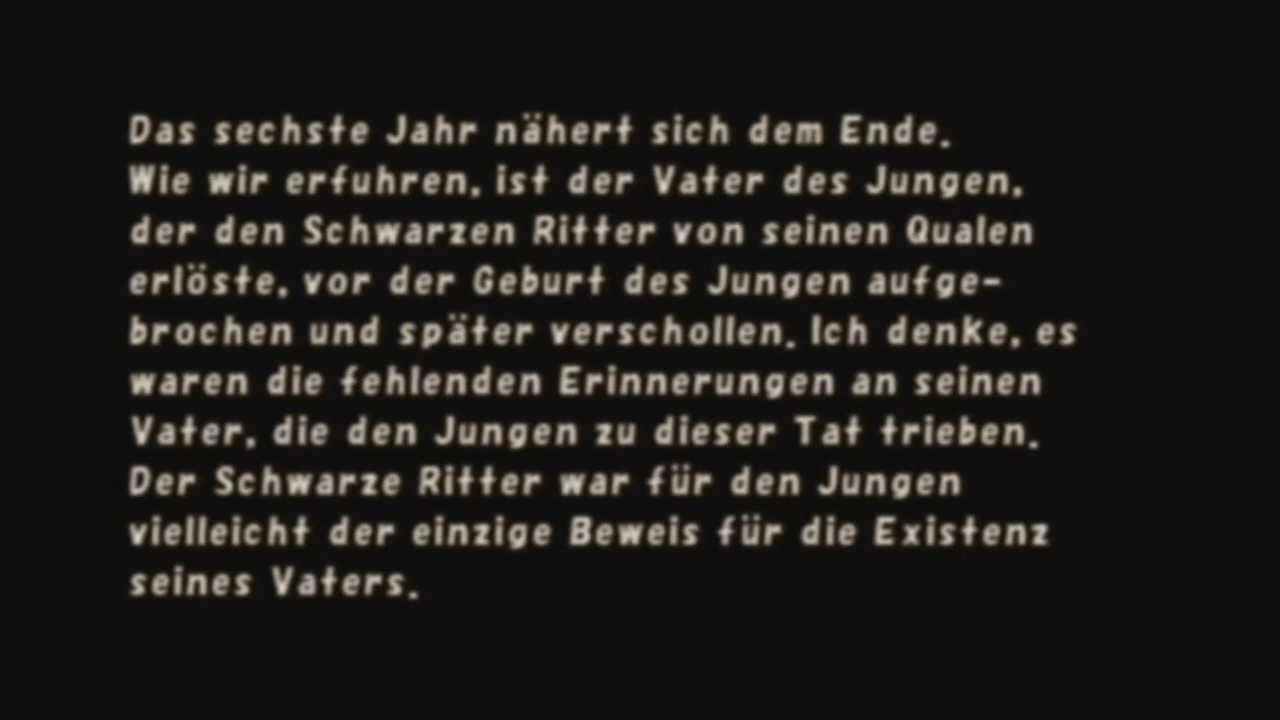 Das sechste Jahr nähert sich dem Ende.
Wie wir erfuhren, ist der Vater des Jungen,
der den Schwarzen Ritter von seinen Qualen
erlöste, vor der Geburt des Jungen aufge-
brochen und später verschollen. Ich denke, es
waren die fehlenden Erinnerungen an seinen
Vater, die den Jungen zu dieser Tat trieben.
Der Schwarze Ritter war für den Jungen
vielleicht der einzige Beweis für die Existenz
seines Vaters.